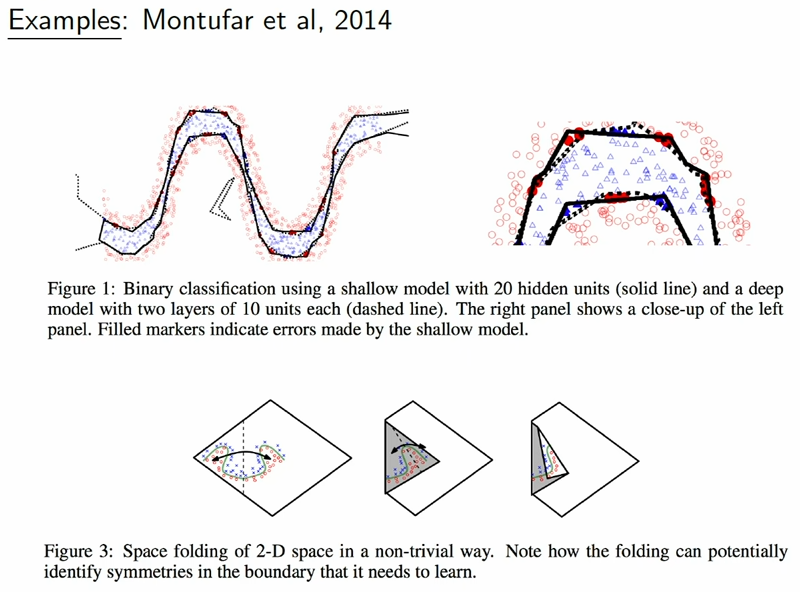 Examples: Montufar et al, 2014
Figure 1: Binary classification using a shallow model with 20 hidden units (solid line) and a deep
model with two layers of 10 units each (dashed line). The right panel shows a close-up of the left
panel. Filled markers indicate errors made by the shallow model.
Figure 3: Space folding of 2-D space in a non-trivial way. Note how the folding can potentially
identify symmetries in the boundary that it needs to learn.